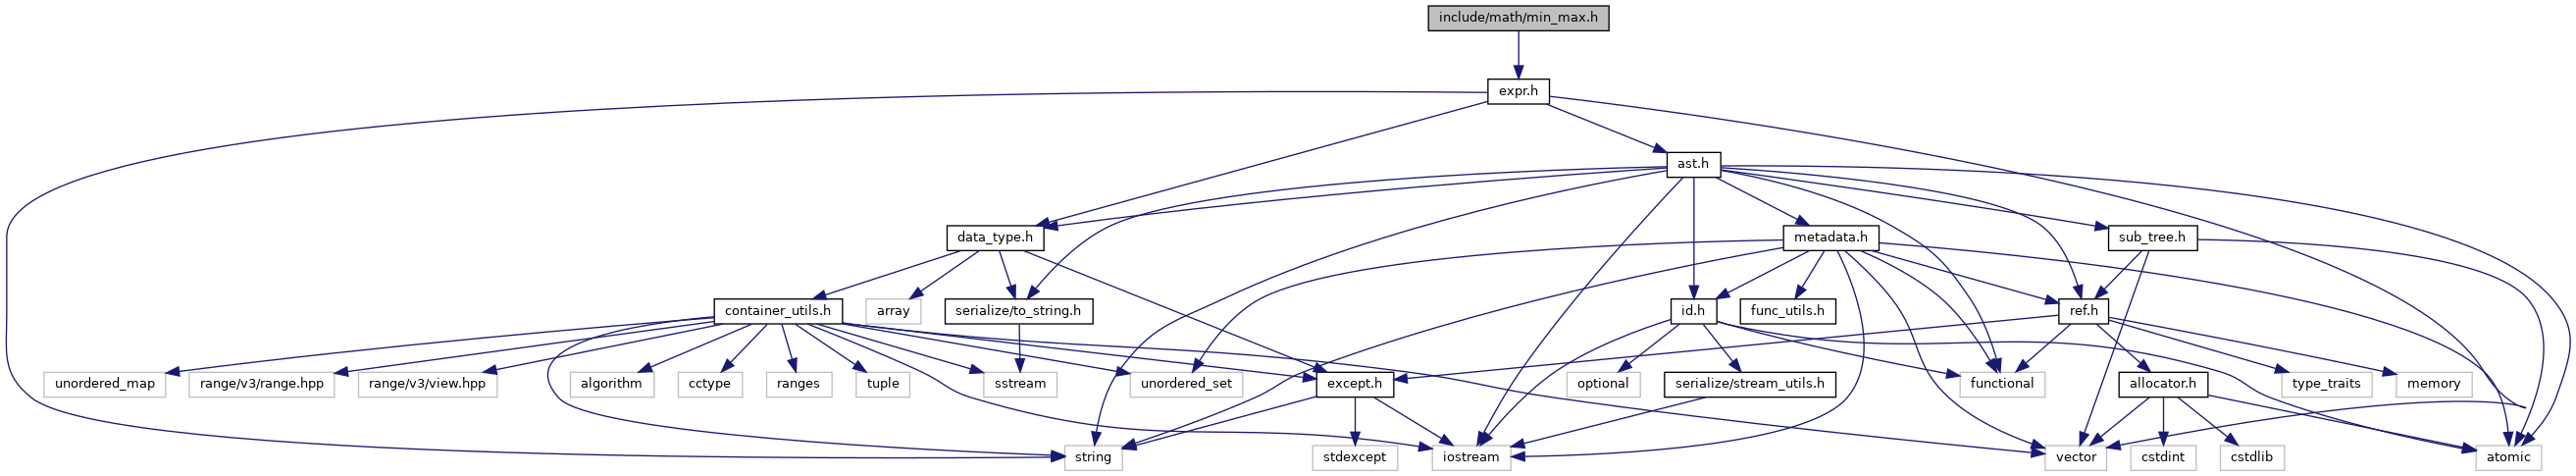 include/math/min_max.h
expr.h
ast.h
data_type.h
metadata.h
sub_tree.h
container_utils.h
array
serialize/to_string.h
id.h
func_utils.h
ref.h
unordered_map
range/v3/range.hpp
range/v3/view.hpp
algorithm
cctype
ranges
tuple
sstream
unordered_set
except.h
optional
serialize/stream_utils.h
functional
allocator.h
type_traits
memory
string
stdexcept
iostream
vector
cstdint
cstdlib
atomic